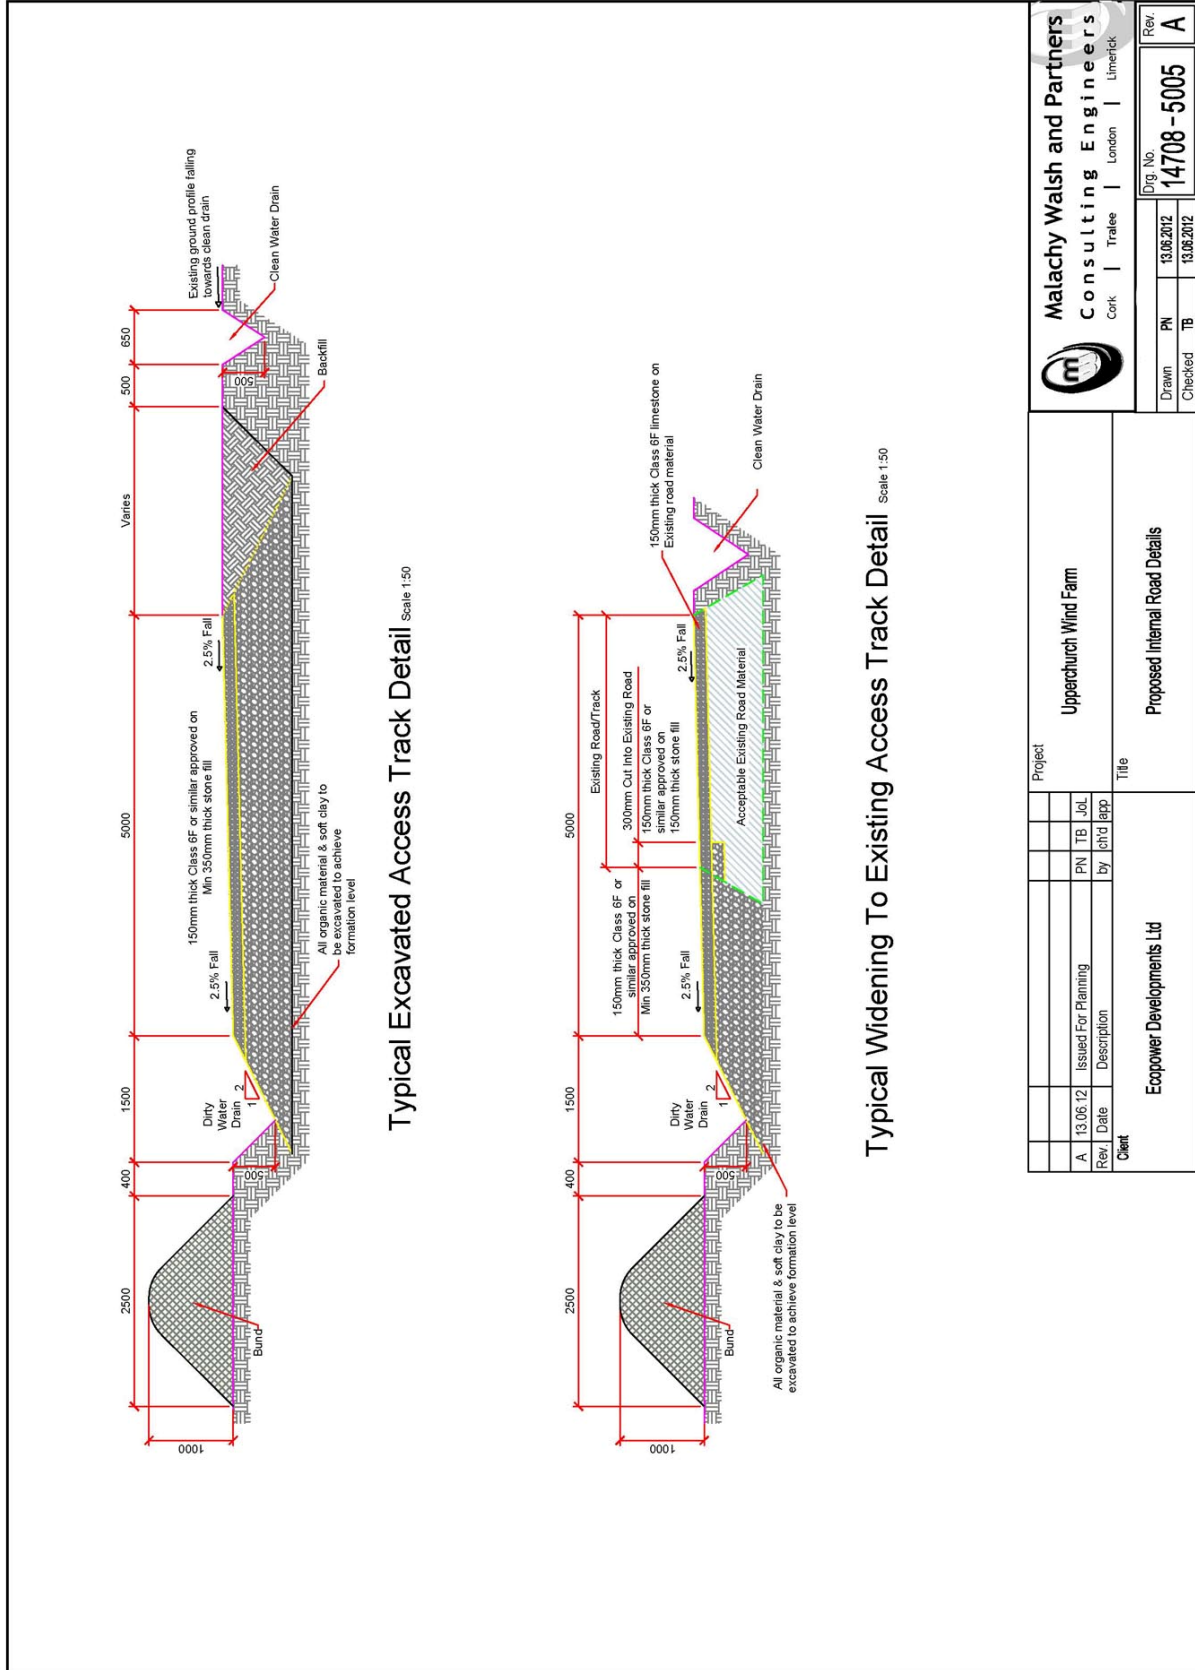 2500
400
1500
5000
Varies
500
650
1000
Bund
500
Dirty
Water
Drain
2
1
2.5% Fall
150mm thick Class 6F or similar approved on
Min 350mm thick stone fill
2.5% Fall
All organic material & soft clay to
be excavated to achieve
formation level
Backfill
500
Existing ground profile falling
towards clean drain
Clean Water Drain
Typical Excavated Access Track Detail Scale 1:50
2500
400
1500
5000
1000
Bund
500
Dirty
Water
Drain
2
1
2.5% Fall
150mm thick Class 6F or
similar approved on
Min 350mm thick stone fill
Existing Road/Track
300mm Cut Into Existing Road
150mm thick Class 6F or
similar approved on
150mm thick stone fill
2.5% Fall
Acceptable Existing Road Material
150mm thick Class 6F limestone on
Existing road material
Clean Water Drain
All organic material & soft clay to be
excavated to achieve formation level
Typical Widening To Existing Access Track Detail Scale 1:50
A 13.06.12 Issued For Planning PN TB JoL
Rev. Date Description by ch'd app
Client
Ecopower Developments Ltd
Project
Upperchurch Wind Farm
Title
Proposed Internal Road Details
m
Malachy Walsh and Partners
Consulting Engineers
Cork | Tralee | London | Limerick
Drawn PN 13.06.2012
Checked TB 13.06.2012
Drg. No.
14708 - 5005
Rev.
A